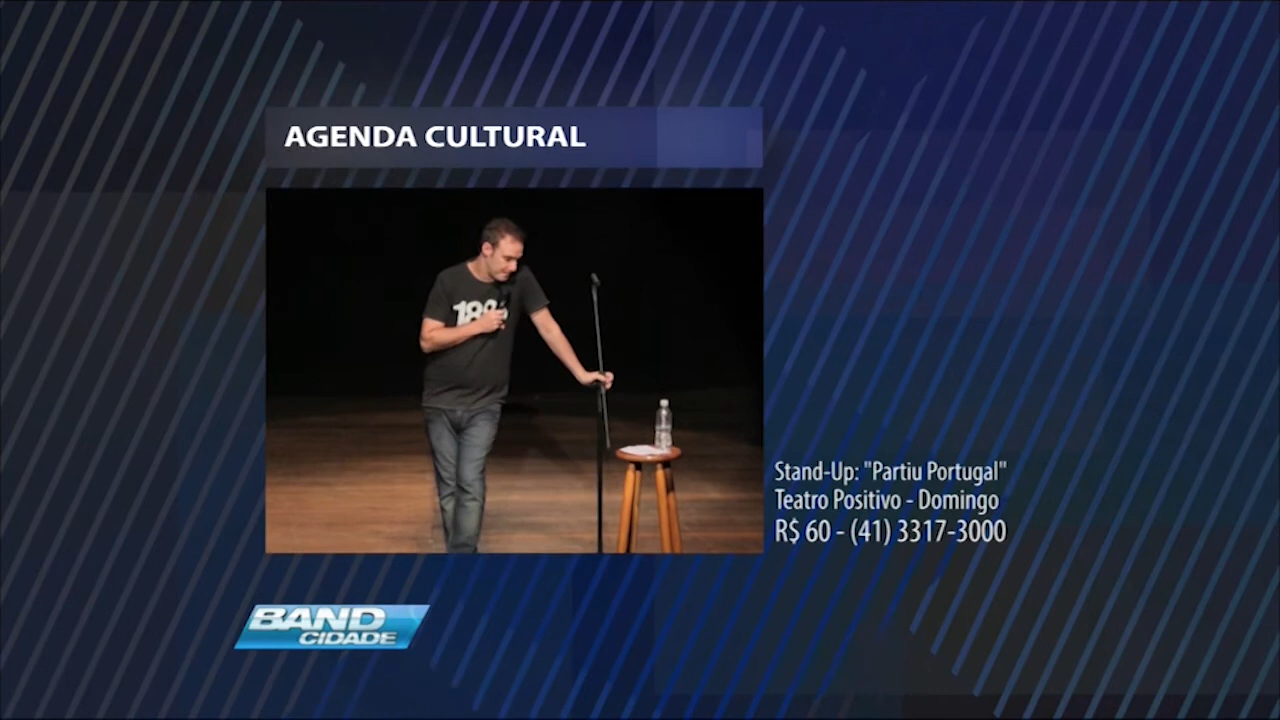 AGENDA CULTURAL
Stand-Up: "Partiu Portugal"
Teatro Positivo - Domingo
R$ 60 - (41) 3317-3000
BAND
CIDADE